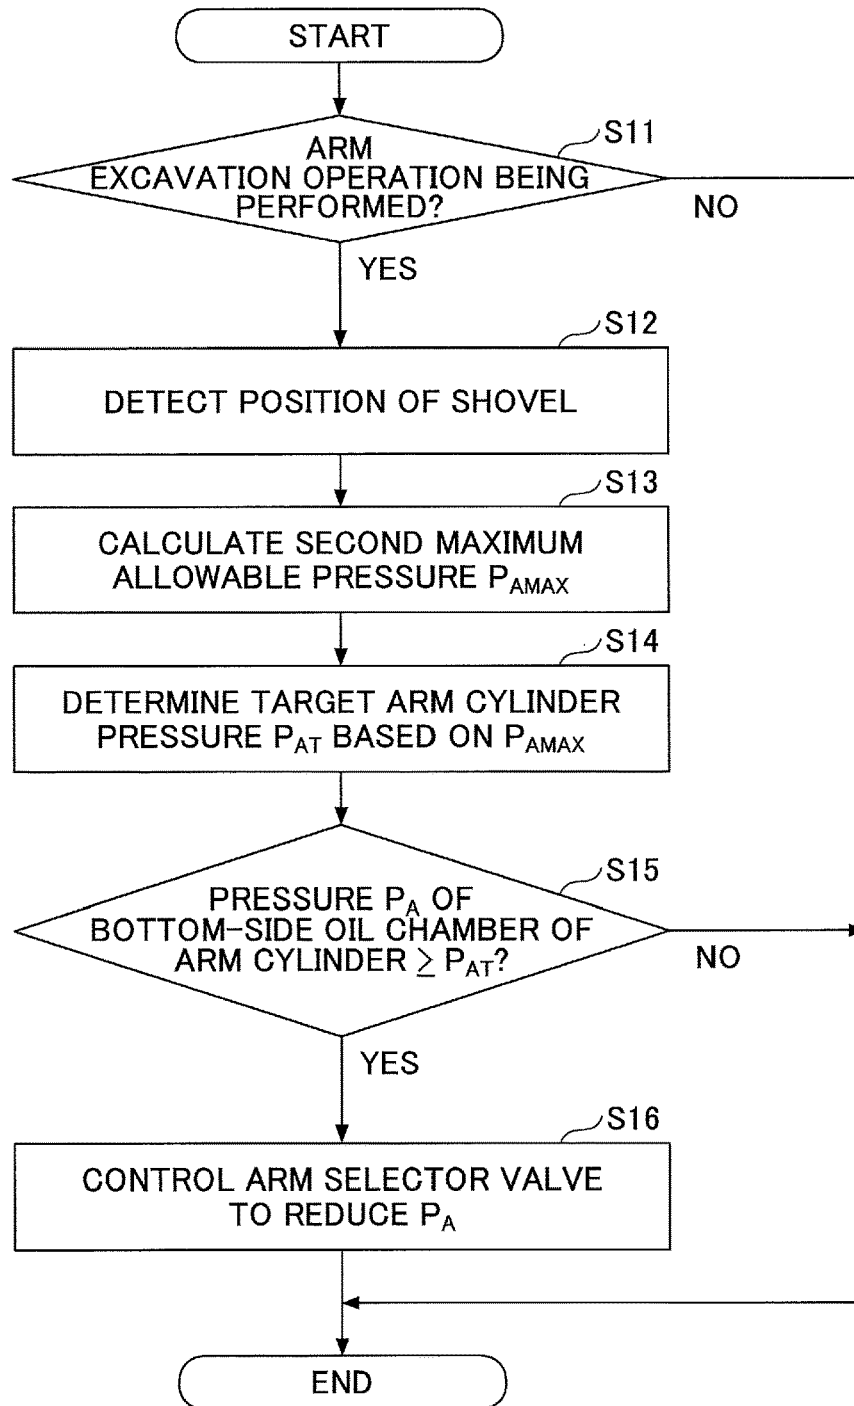 START
S11
ARM
EXCAVATION OPERATION BEING
PERFORMED?
NO
YES
S12
DETECT POSITION OF SHOVEL
S13
CALCULATE SECOND MAXIMUM
ALLOWABLE PRESSURE PAMAX
S14
DETERMINE TARGET ARM CYLINDER
PRESSURE PAT BASED ON PAMAX
S15
PRESSURE PA OF
BOTTOM-SIDE OIL CHAMBER OF
ARM CYLINDER ≥ PAT?
NO
YES
S16
CONTROL ARM SELECTOR VALVE
TO REDUCE PA
END